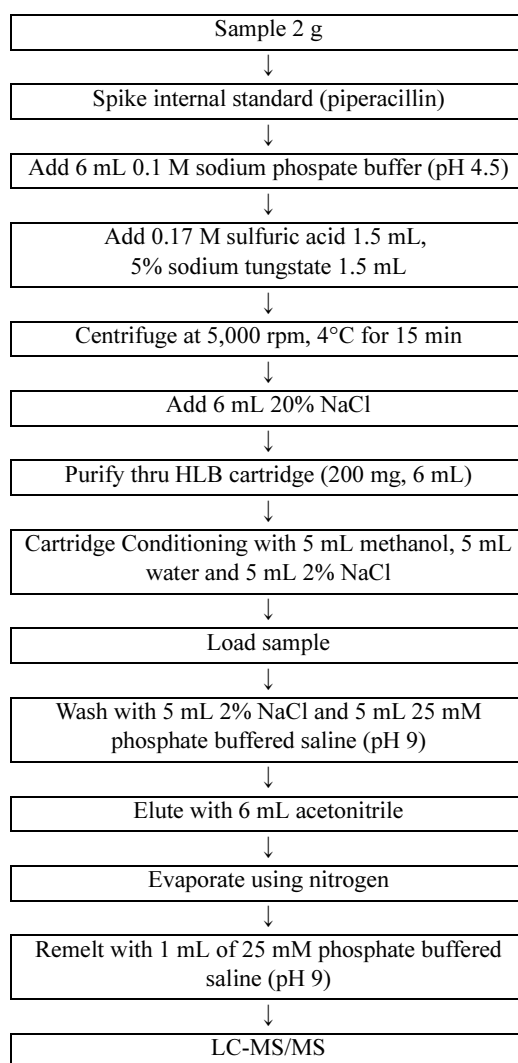 Sample 2 g
↓
Spike internal standard (piperacillin)
↓
Add 6 mL 0.1 M sodium phospate buffer (pH 4.5)
↓
Add 0.17 M sulfuric acid 1.5 mL,
5% sodium tungstate 1.5 mL
↓
Centrifuge at 5,000 rpm, 4°C for 15 min
↓
Add 6 mL 20% NaCl
↓
Purify thru HLB cartridge (200 mg, 6 mL)
↓
Cartridge Conditioning with 5 mL methanol, 5 mL
water and 5 mL 2% NaCl
↓
Load sample
↓
Wash with 5 mL 2% NaCl and 5 mL 25 mM
phosphate buffered saline (pH 9)
↓
Elute with 6 mL acetonitrile
↓
Evaporate using nitrogen
↓
Remelt with 1 mL of 25 mM phosphate buffered
saline (pH 9)
↓
LC-MS/MS